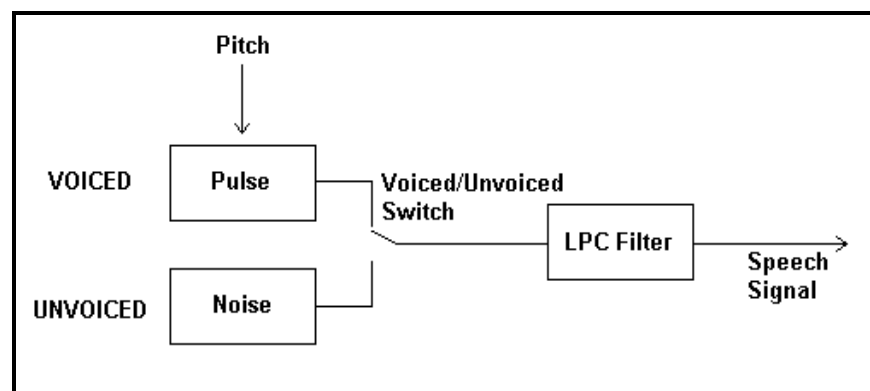 Pitch
VOICED
Pulse
Voiced/Unvoiced
Switch
LPC Filter
Speech
Signal
UNVOICED
Noise